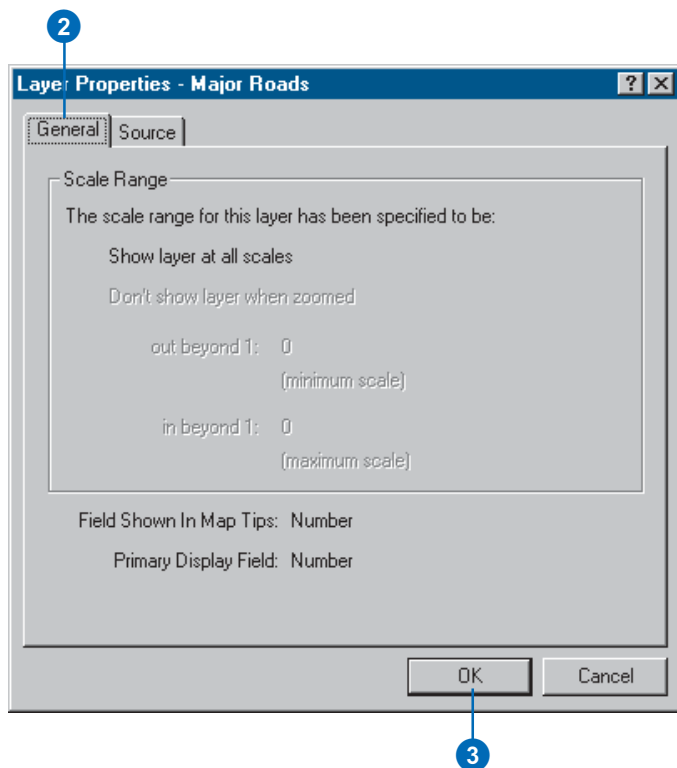 2
Layer Properties - Major Roads
General Source
Scale Range
The scale range for this layer has been specified to be:
Show layer at all scales
Don't show layer when zoomed
out beyond 1: 0
(minimum scale)
in beyond 1: 0
(maximum scale)
Field Shown In Map Tips: Number
Primary Display Field: Number
OK Cancel
3